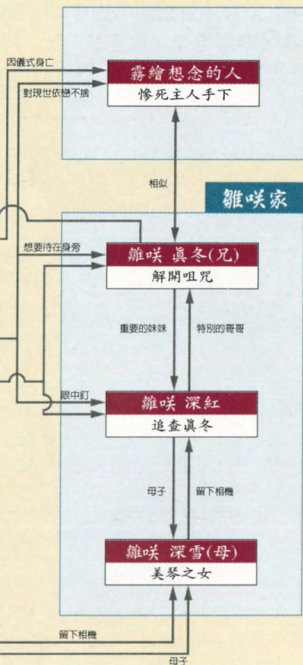 因儀式身亡
霧繪想念的人
慘死主人手下
對現世依戀不捨
相似
雛咲家
想要待在身旁
雛咲 真冬(兄)
解開咀咒
重要的妹妹
特別的哥哥
眼中釘
雛咲 深紅
追查真冬
母子
留下相機
雛咲 深雪(母)
美琴之女
留下相機
母子